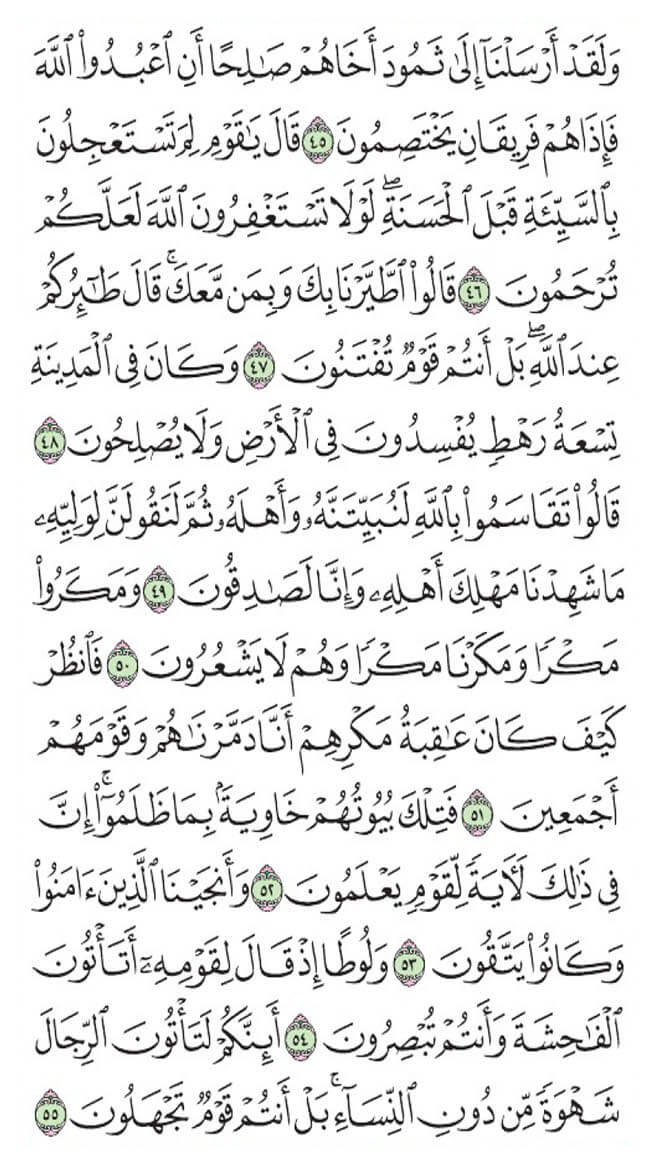 وَلَقَدْ أَرْسَلْنَآ إِلَىٰ ثَمُودَ أَخَاهُمْ صَٰلِحًا أَنِ ٱعْبُدُوا۟ ٱللَّهَ
فَإِذَا هُمْ فَرِيقَانِ يَخْتَصِمُونَ ٤٥ قَالَ يَٰقَوْمِ لِمَ تَسْتَعْجِلُونَ
بِٱلسَّيِّئَةِ قَبْلَ ٱلْحَسَنَةِ ۖ لَوْلَا تَسْتَغْفِرُونَ ٱللَّهَ لَعَلَّكُمْ
تُرْحَمُونَ ٤٦ قَالُوا۟ ٱطَّيَّرْنَا بِكَ وَبِمَن مَّعَكَ ۚ قَالَ طَٰٓئِرُكُمْ
عِندَ ٱللَّهِ ۖ بَلْ أَنتُمْ قَوْمٌ تُفْتَنُونَ ٤٧ وَكَانَ فِى ٱلْمَدِينَةِ
تِسْعَةُ رَهْطٍ يُفْسِدُونَ فِى ٱلْأَرْضِ وَلَا يُصْلِحُونَ ٤٨
قَالُوا۟ تَقَاسَمُوا۟ بِٱللَّهِ لَنُبَيِّتَنَّهُۥ وَأَهْلَهُۥ ثُمَّ لَنَقُولَنَّ لِوَلِيِّهِۦ
مَا شَهِدْنَا مَهْلِكَ أَهْلِهِۦ وَإِنَّا لَصَٰدِقُونَ ٤٩ وَمَكَرُوا۟
مَكْرًا وَمَكَرْنَا مَكْرًا وَهُمْ لَا يَشْعُرُونَ ٥٠ فَٱنظُرْ
كَيْفَ كَانَ عَٰقِبَةُ مَكْرِهِمْ أَنَّا دَمَّرْنَٰهُمْ وَقَوْمَهُمْ
أَجْمَعِينَ ٥١ فَتِلْكَ بُيُوتُهُمْ خَاوِيَةًۢ بِمَا ظَلَمُوٓا۟ ۗ إِنَّ
فِى ذَٰلِكَ لَـَٔايَةً لِّقَوْمٍ يَعْلَمُونَ ٥٢ وَأَنجَيْنَا ٱلَّذِينَ ءَامَنُوا۟
وَكَانُوا۟ يَتَّقُونَ ٥٣ وَلُوطًا إِذْ قَالَ لِقَوْمِهِۦٓ أَتَأْتُونَ
ٱلْفَٰحِشَةَ وَأَنتُمْ تُبْصِرُونَ ٥٤ أَئِنَّكُمْ لَتَأْتُونَ ٱلرِّجَالَ
شَهْوَةً مِّن دُونِ ٱلنِّسَآءِ ۚ بَلْ أَنتُمْ قَوْمٌ تَجْهَلُونَ ٥٥